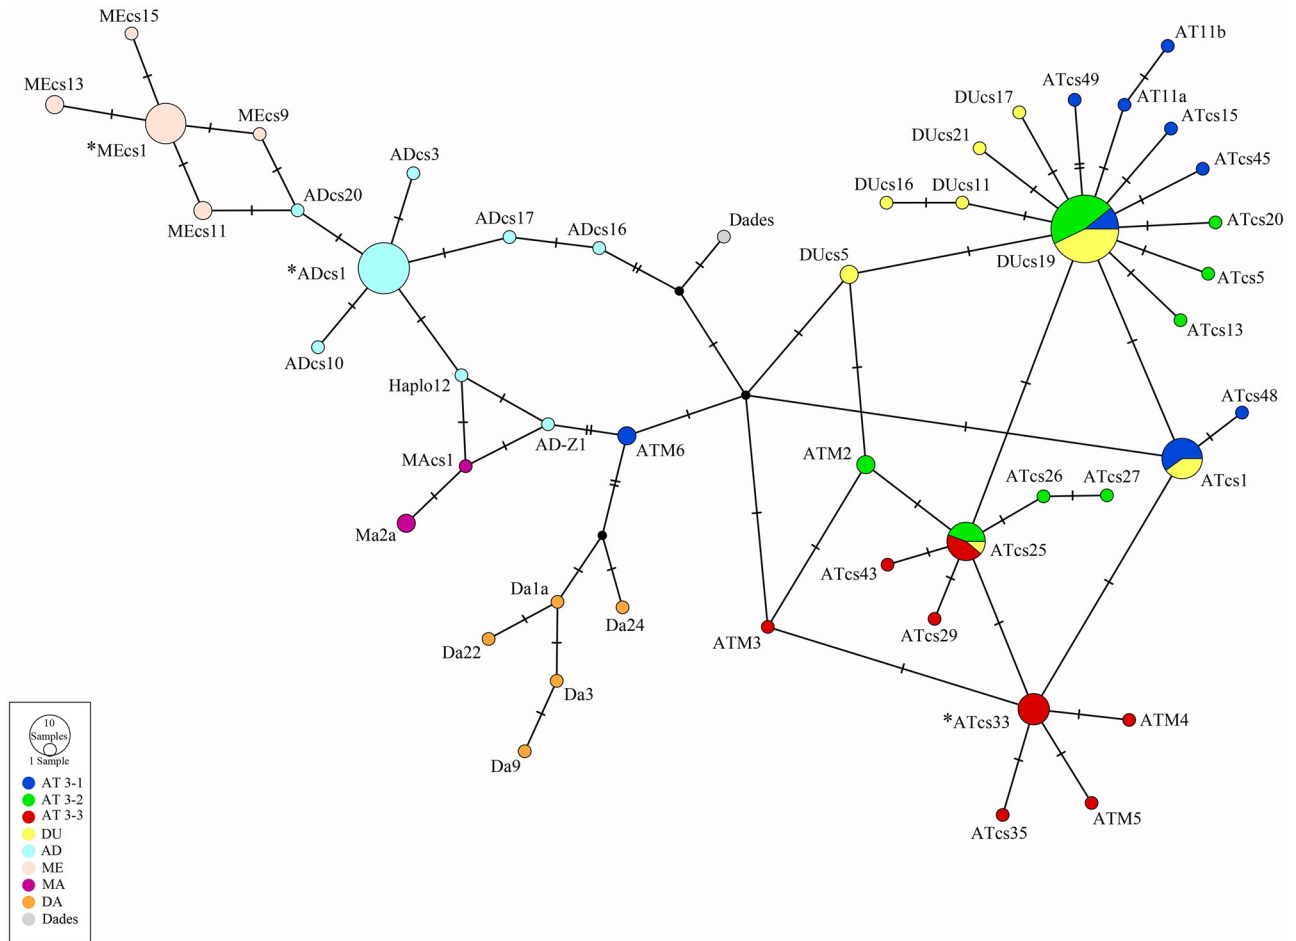 MEcs15
AT11b
MEcs13
ATcs49
DUcs17
AT11a
MEcs9
ATcs15
DUcs21
*MEcs1
ADcs3
ATcs45
ADcs20
DUcs16
DUcs11
MEcs11
ADcs17
Dades
ATcs20
ADcs16
DUcs5
DUcs19
*ADcs1
ATcs5
ATcs13
ADcs10
Haplo12
ATcs48
AD-Z1
ATM6
ATM2
MAcs1
ATcs26
ATcs27
ATcs1
Ma2a
ATcs25
ATcs43
Da1a
Da24
ATcs29
ATM3
Da22
Da3
*ATcs33
ATM4
Da9
ATM5
ATcs35
10
Samples
1 Sample
AT 3-1
AT 3-2
AT 3-3
DU
AD
ME
MA
DA
Dades